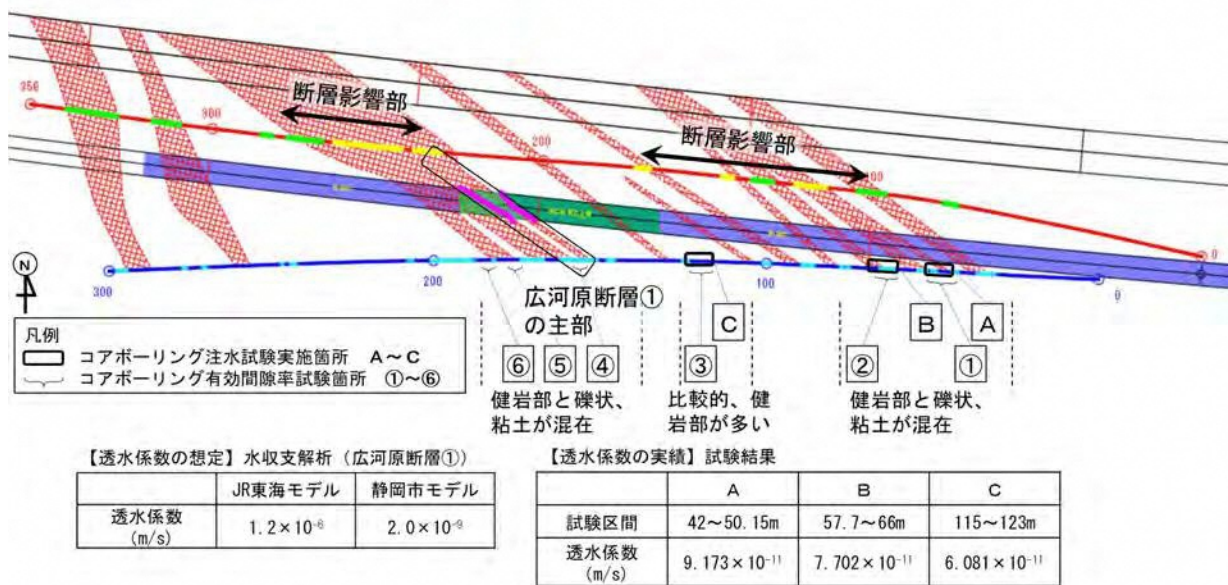 断層影響部
断層影響部
350
300
200
100
0
N
300
200
100
0
広河原断層①
の主部
C
B
A
⑥
⑤
④
③
②
①
健岩部と礫状、
粘土が混在
比較的、健
岩部が多い
健岩部と礫状、
粘土が混在
凡例
コアボーリング注水試験実施箇所 A~C
コアボーリング有効間隙率試験箇所 ①~⑥
【透水係数の想定】水収支解析(広河原断層①)
JR東海モデル 静岡市モデル
透水係数
(m/s) 1.2×10⁻⁶ 2.0×10⁻⁹
【透水係数の実績】試験結果
A B C
試験区間 42~50.15m 57.7~66m 115~123m
透水係数
(m/s) 9.173×10⁻¹¹ 7.702×10⁻¹¹ 6.081×10⁻¹¹